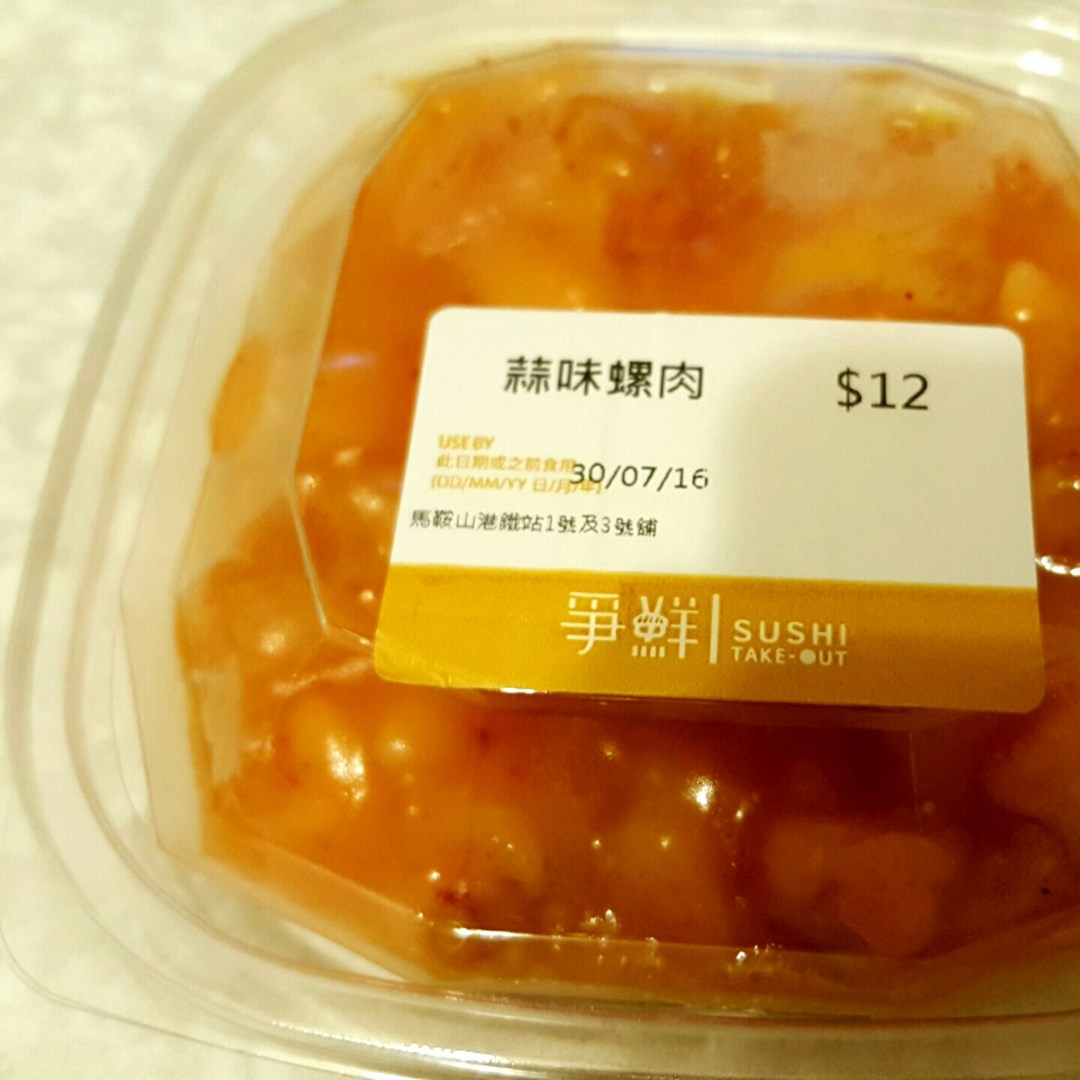 蒜味螺肉 $12
USE BY
此日期或之前食用
(DD/MM/YY 日/月/年) 30/07/16
馬鞍山港鐵站1號及3號舖
爭鮮 SUSHI
TAKE-OUT